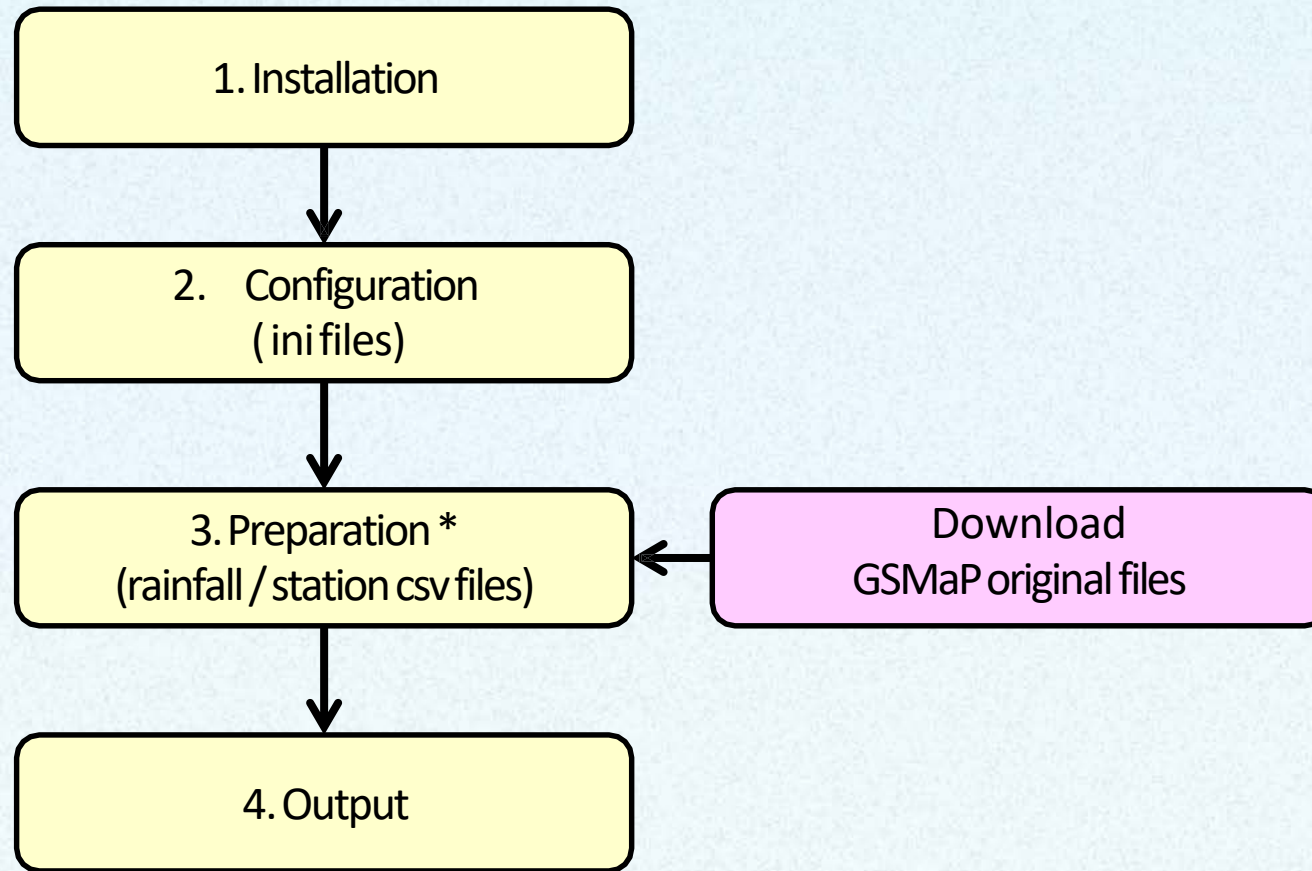 1. Installation
2. Configuration
( ini files)
3. Preparation *
(rainfall / station csv files)
Download
GSMaP original files
4. Output